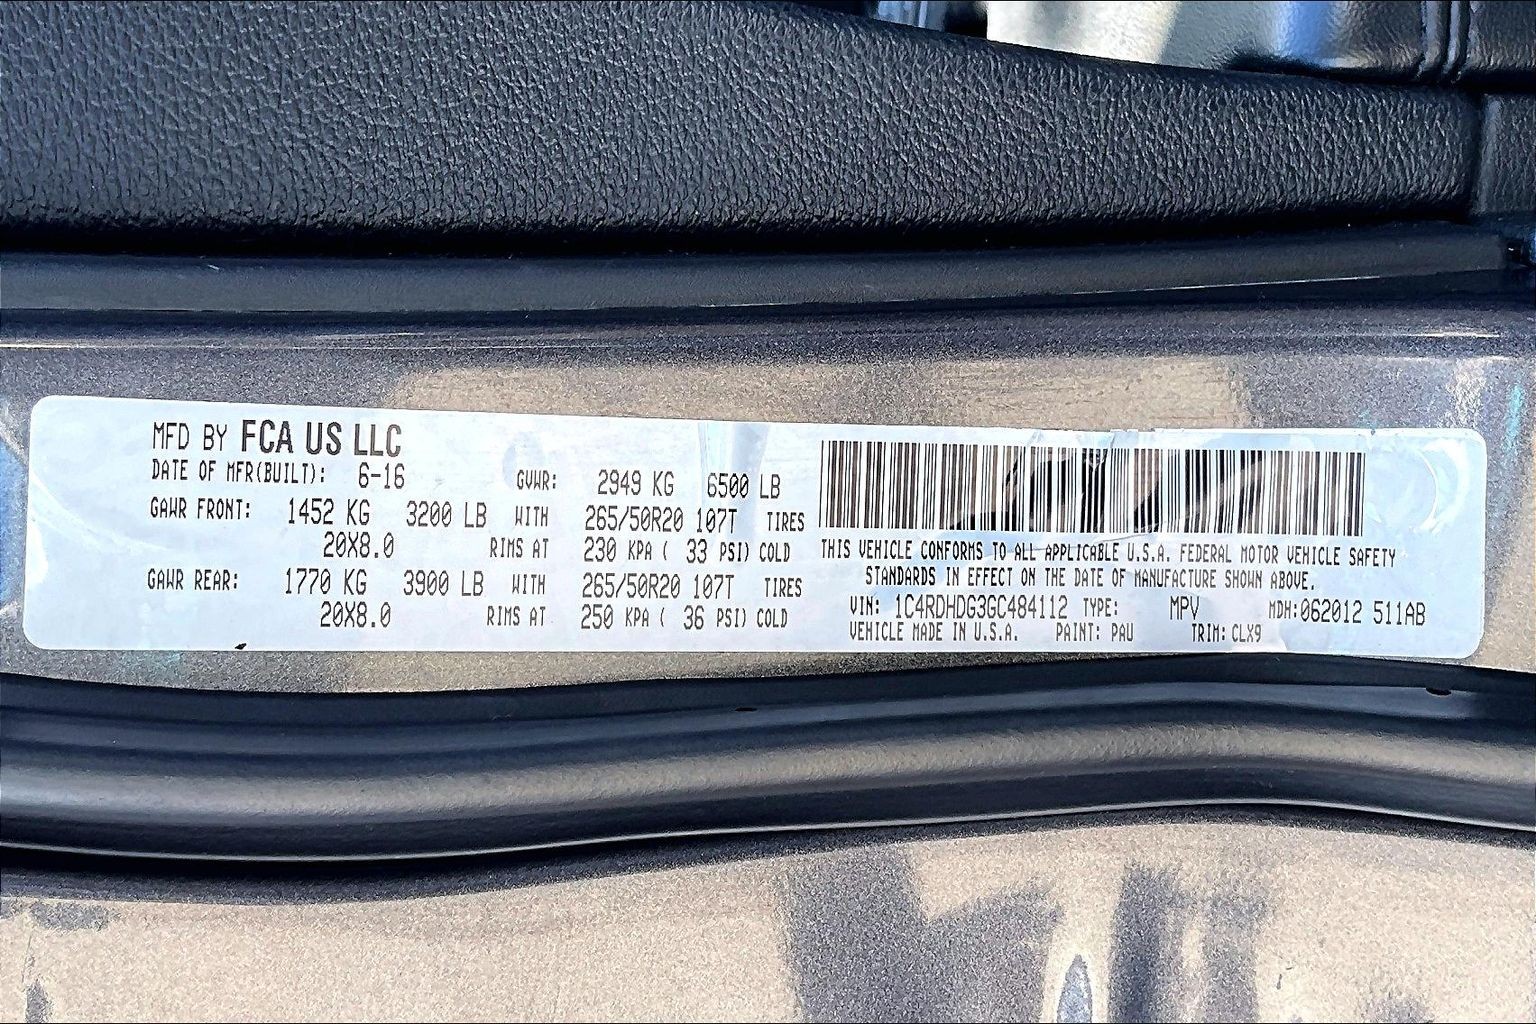 MFD BY FCA US LLC
DATE OF MFR(BUILT): 6-16 GVWR: 2949 KG 6500 LB
GAWR FRONT: 1452 KG 3200 LB WITH 265/50R20 107T TIRES
20X8.0 RIMS AT 230 KPA ( 33 PSI) COLD
GAWR REAR: 1770 KG 3900 LB WITH 265/50R20 107T TIRES
20X8.0 RIMS AT 250 KPA ( 36 PSI) COLD
THIS VEHICLE CONFORMS TO ALL APPLICABLE U.S.A. FEDERAL MOTOR VEHICLE SAFETY
STANDARDS IN EFFECT ON THE DATE OF MANUFACTURE SHOWN ABOVE.
VIN: 1C4RDHDG3GC484112 TYPE: MPV MDH:062012 511AB
VEHICLE MADE IN U.S.A. PAINT: PAU TRIM: CLX9